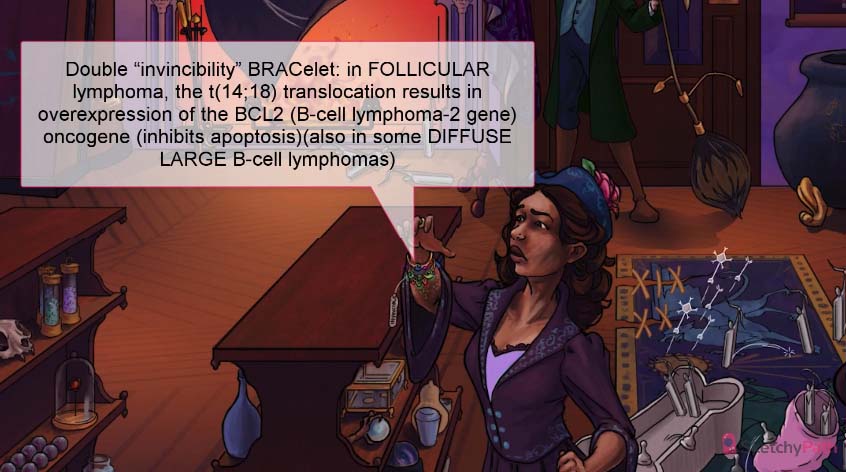 Double “invincibility” BRACelet: in FOLLICULAR
lymphoma, the t(14;18) translocation results in
overexpression of the BCL2 (B-cell lymphoma-2 gene)
oncogene (inhibits apoptosis)(also in some DIFFUSE
LARGE B-cell lymphomas)
SketchyPath